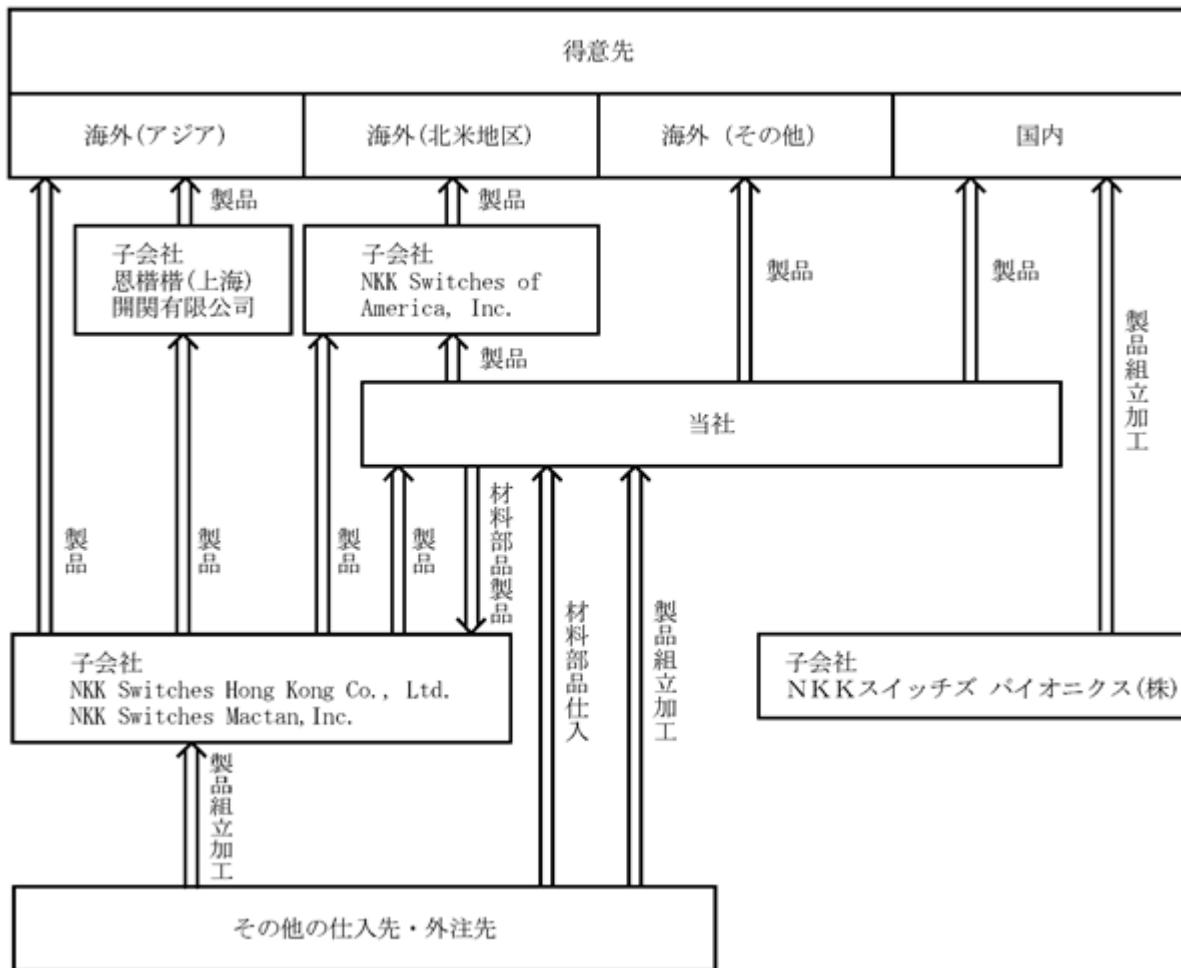 得意先
海外(アジア)
海外(北米地区)
海外 (その他)
国内
製品
製品
子会社
恩楷楷(上海)
開関有限公司
子会社
NKK Switches of
America, Inc.
製品
製品
製品組立加工
製品
当社
製品
製品
製品
製品
材料部品製品
材料部品仕入
製品組立加工
子会社
NKK Switches Hong Kong Co., Ltd.
NKK Switches Mactan,Inc.
子会社
ＮＫＫスイッチズ バイオニクス(株)
製品組立加工
その他の仕入先・外注先